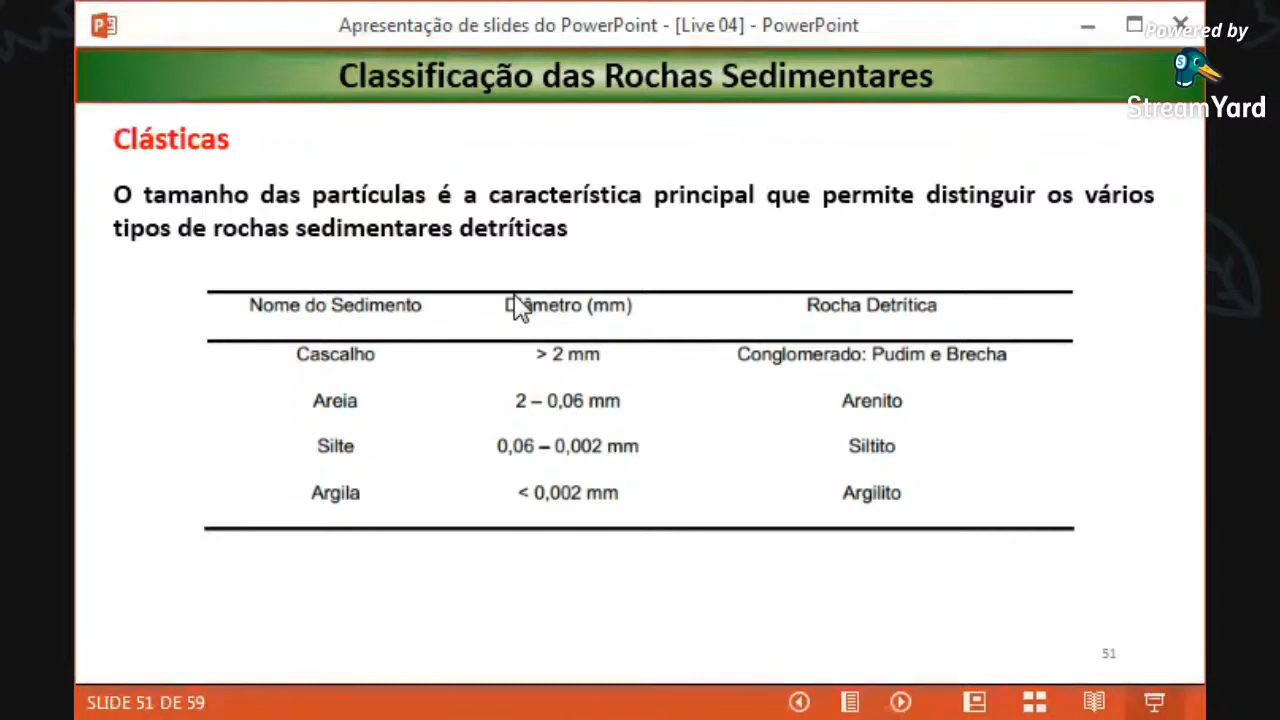 Apresentação de slides do PowerPoint - [Live 04] - PowerPoint
Powered by
StreamYard
Classificação das Rochas Sedimentares
Clásticas
O tamanho das partículas é a característica principal que permite distinguir os vários
tipos de rochas sedimentares detríticas
Nome do Sedimento Diâmetro (mm) Rocha Detrítica
Cascalho > 2 mm Conglomerado: Pudim e Brecha
Areia 2 – 0,06 mm Arenito
Silte 0,06 – 0,002 mm Siltito
Argila < 0,002 mm Argilito
51
SLIDE 51 DE 59